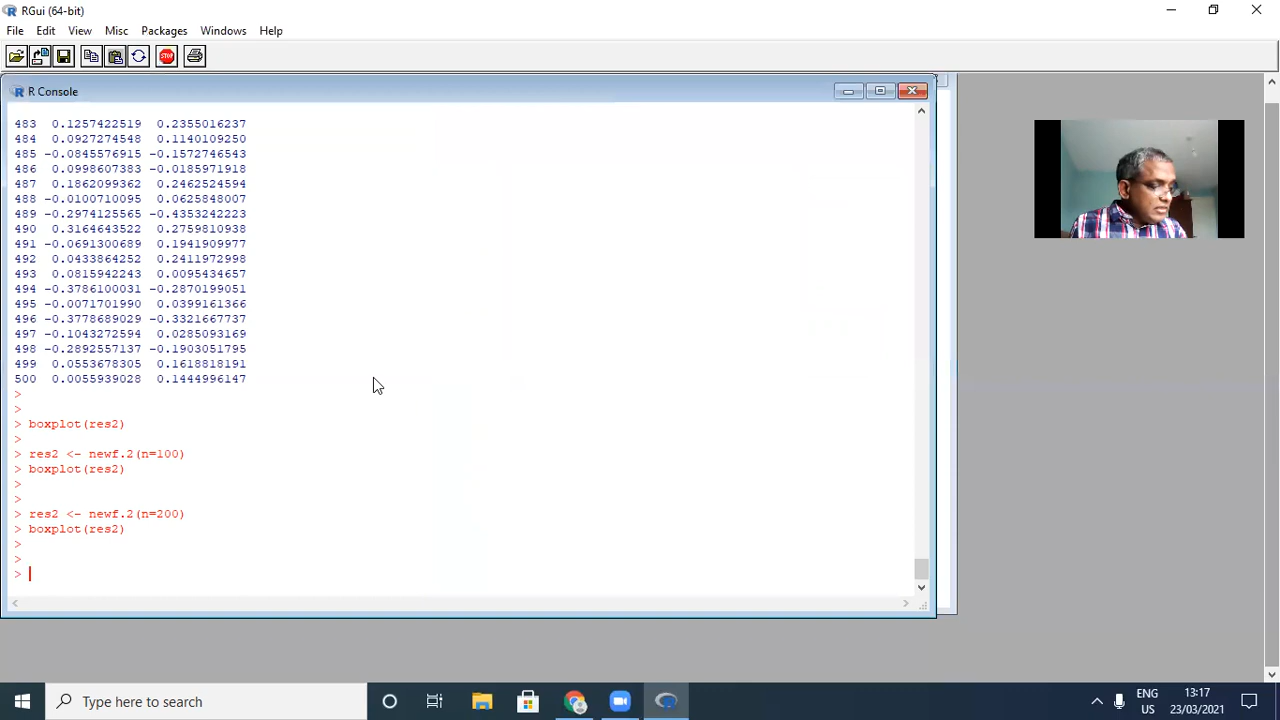 RGui (64-bit)
File Edit View Misc Packages Windows Help
STOP
R Console
483 0.1257422519 0.2355016237
484 0.0927274548 0.1140109250
485 -0.0845576915 -0.1572746543
486 0.0998607383 -0.0185971918
487 0.1862099362 0.2462524594
488 -0.0100710095 0.0625848007
489 -0.2974125565 -0.4353242223
490 0.3164643522 0.2759810938
491 -0.0691300689 0.1941909977
492 0.0433864252 0.2411972998
493 0.0815942243 0.0095434657
494 -0.3786100031 -0.2870199051
495 -0.0071701990 0.0399161366
496 -0.3778689029 -0.3321667737
497 -0.1043272594 0.0285093169
498 -0.2892557137 -0.1903051795
499 0.0553678305 0.1618818191
500 0.0055939028 0.1444996147
>
>
> boxplot(res2)
>
> res2 <- newf.2(n=100)
> boxplot(res2)
>
>
> res2 <- newf.2(n=200)
> boxplot(res2)
>
>
>
Type here to search
ENG
US
13:17
23/03/2021